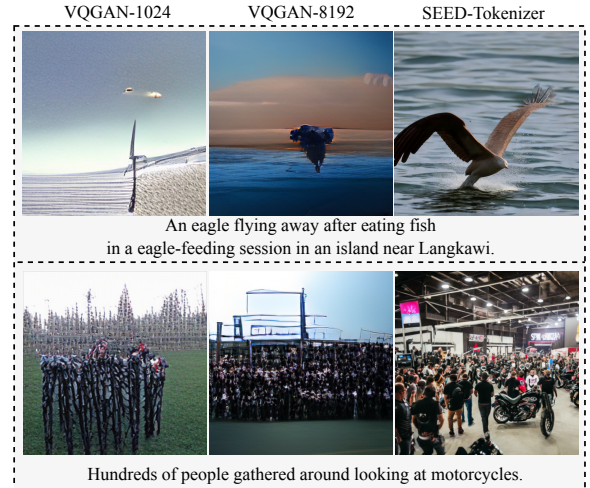 VQGAN-1024 VQGAN-8192 SEED-Tokenizer
An eagle flying away after eating fish
in a eagle-feeding session in an island near Langkawi.
Hundreds of people gathered around looking at motorcycles.